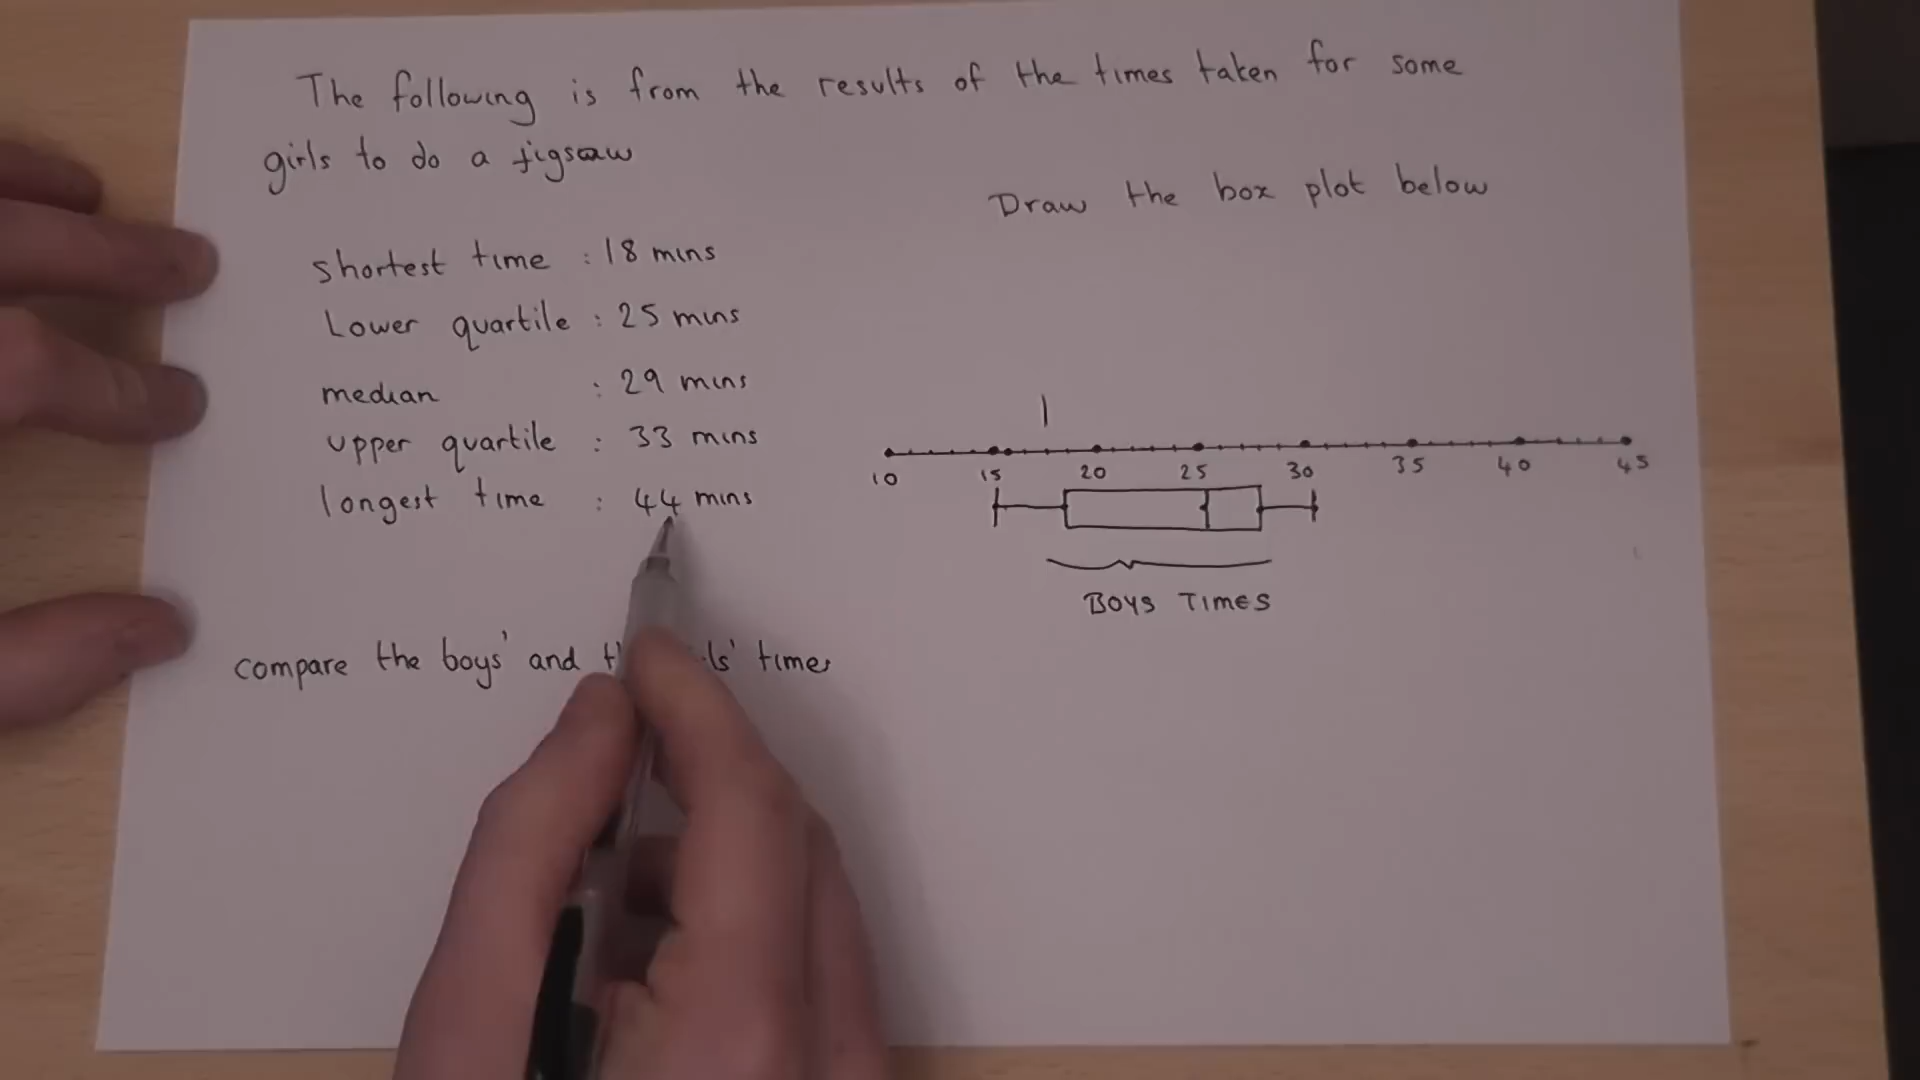 The following is from the results of the times taken for some
girls to do a jigsaw
Draw the box plot below
shortest time : 18 mins
Lower quartile : 25 mins
median : 29 mins
upper quartile : 33 mins
longest time : 44 mins
10 15 20 25 30 35 40 45
BOYS TIMES
compare the boys' and times